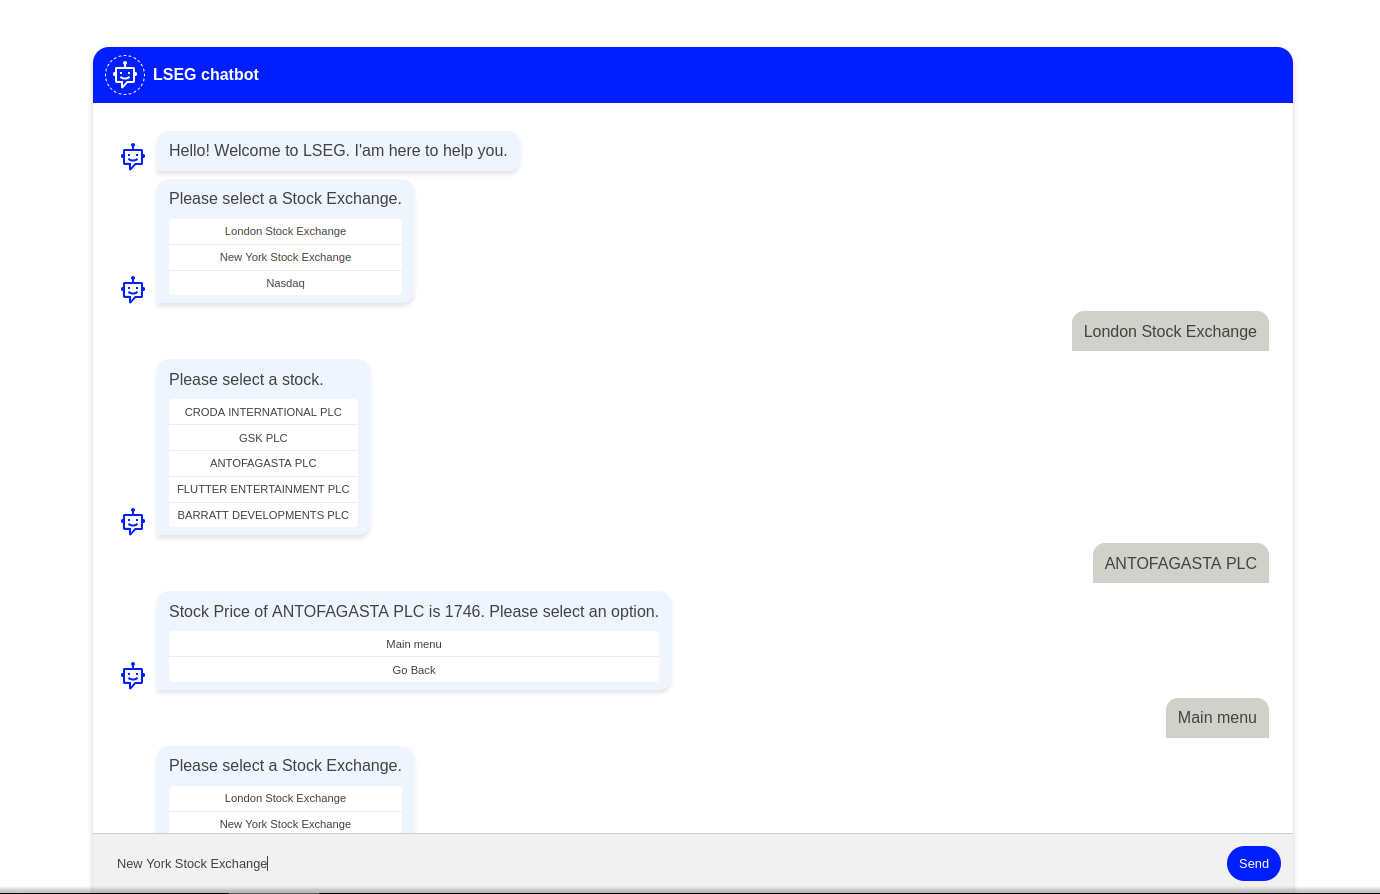 LSEG chatbot
Hello! Welcome to LSEG. I'am here to help you.
Please select a Stock Exchange.
London Stock Exchange
New York Stock Exchange
Nasdaq
London Stock Exchange
Please select a stock.
CRODA INTERNATIONAL PLC
GSK PLC
ANTOFAGASTA PLC
FLUTTER ENTERTAINMENT PLC
BARRATT DEVELOPMENTS PLC
ANTOFAGASTA PLC
Stock Price of ANTOFAGASTA PLC is 1746. Please select an option.
Main menu
Go Back
Main menu
Please select a Stock Exchange.
London Stock Exchange
New York Stock Exchange
New York Stock Exchange
Send